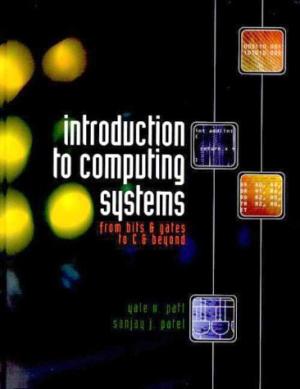 introduction
to computing
systems
from bits & gates
to C & beyond
yale n. patt
sanjay j. patel